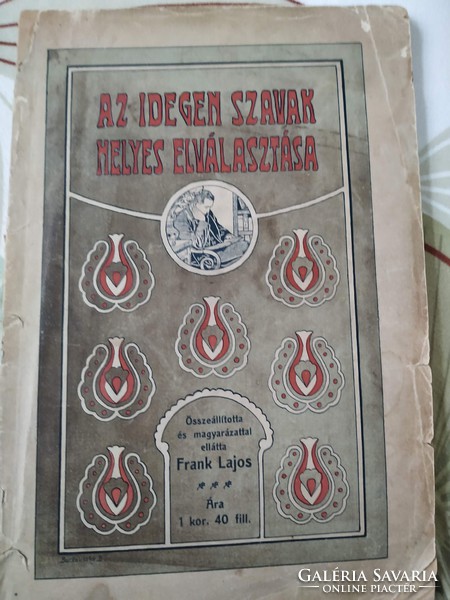 AZ IDEGEN SZAVAK
HELYES ELVÁLASZTÁSA
Összeállította
és magyarázattal
ellátta
Frank Lajos
Ára
1 kor. 40 fill.
GALÉRIA SAVARIA
ONLINE PIACTÉR